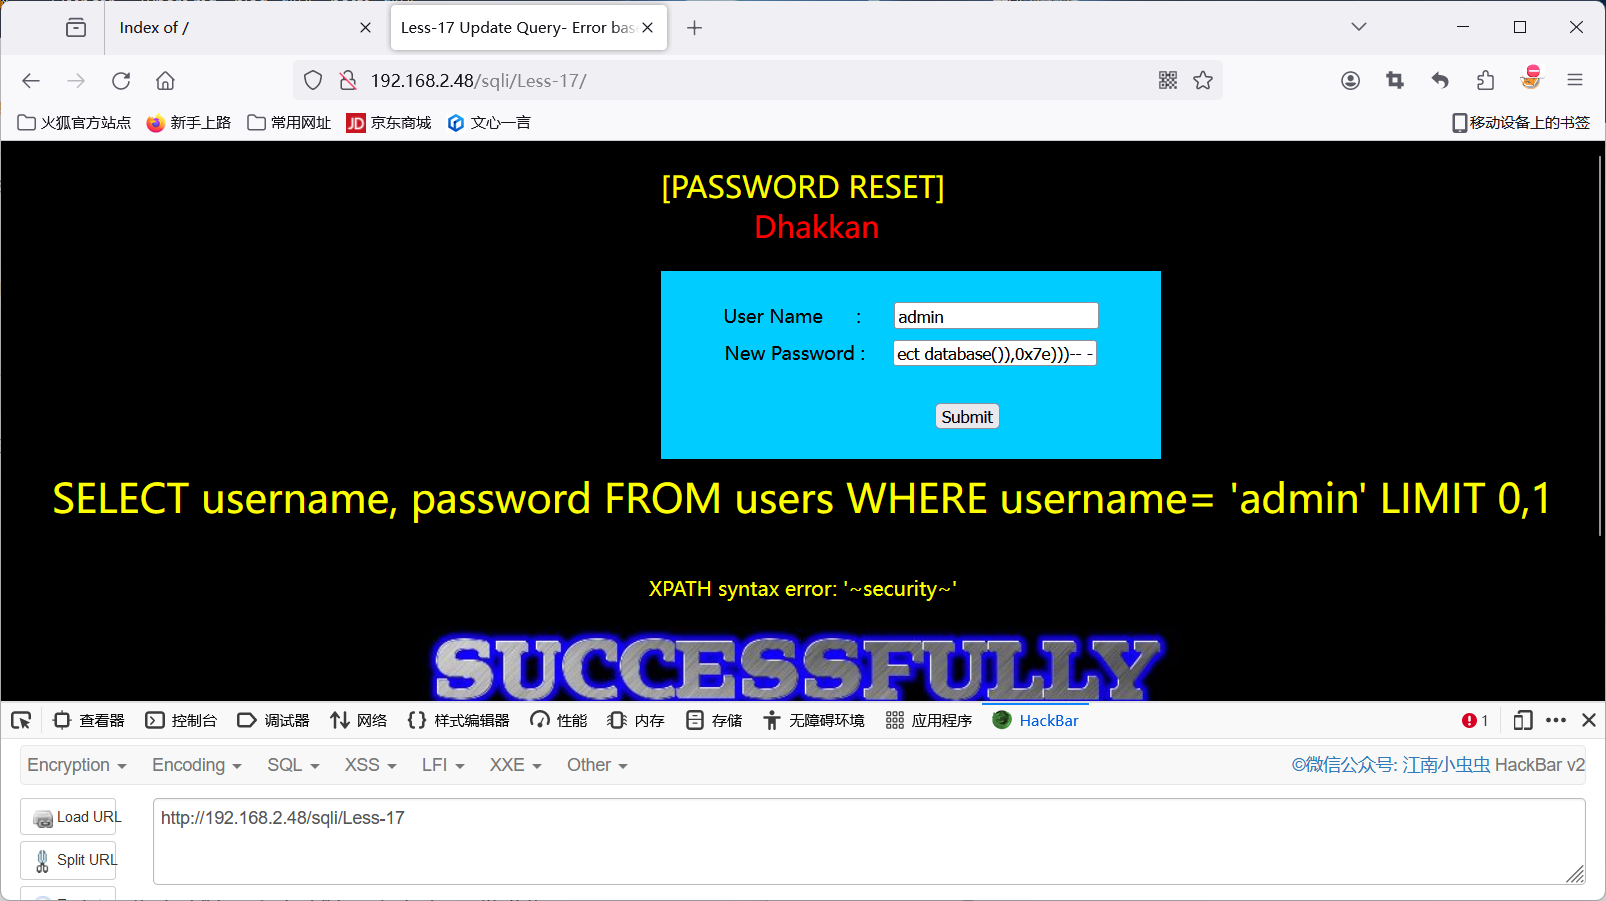 Index of /
Less-17 Update Query- Error bas
192.168.2.48/sqli/Less-17/
火狐官方站点 新手上路 常用网址 JD 京东商城 文心一言 移动设备上的书签
[PASSWORD RESET]
Dhakkan
User Name : admin
New Password : ect database()),0x7e)))-- -
Submit
SELECT username, password FROM users WHERE username= 'admin' LIMIT 0,1
XPATH syntax error: '~security~'
SUCCESSFULLY
查看器 控制台 调试器 网络 样式编辑器 性能 内存 存储 无障碍环境 应用程序 HackBar 1
Encryption Encoding SQL XSS LFI XXE Other ©微信公众号: 江南小虫虫 HackBar v2
Load URL
http://192.168.2.48/sqli/Less-17
Split URL